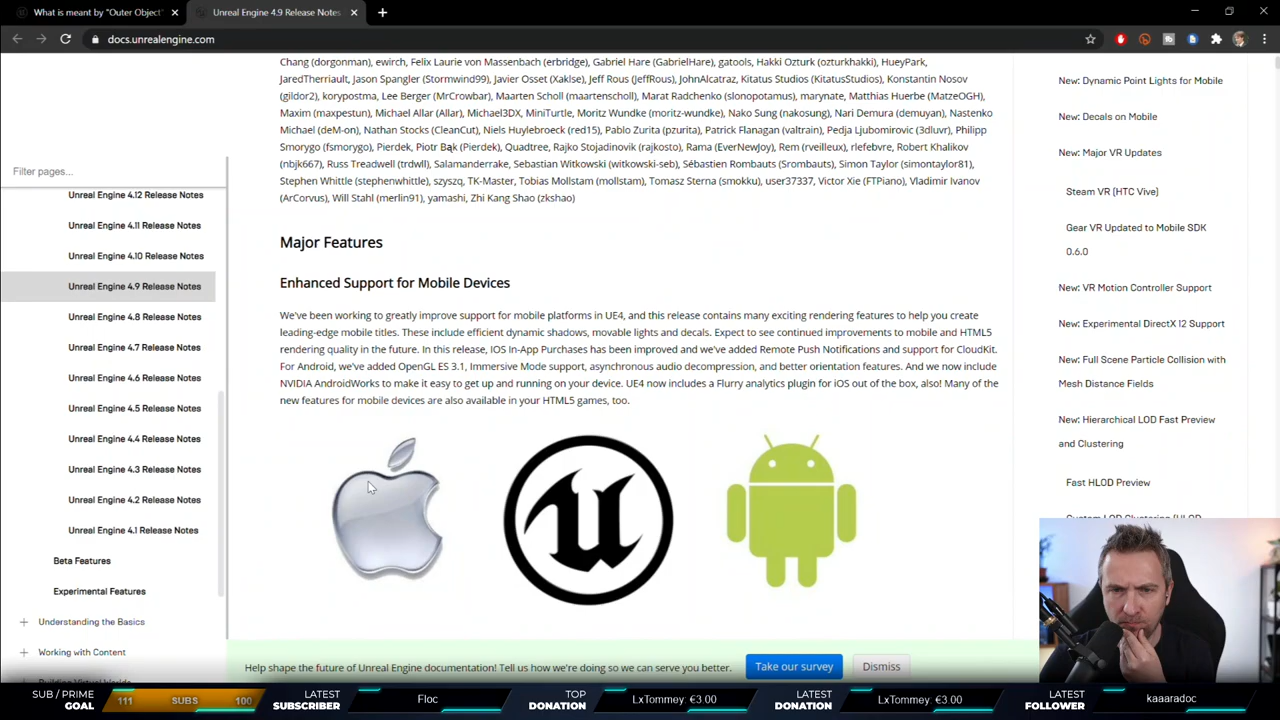 What is meant by "Outer Object"
Unreal Engine 4.9 Release Notes
docs.unrealengine.com
Filter pages...
Unreal Engine 4.12 Release Notes
Unreal Engine 4.11 Release Notes
Unreal Engine 4.10 Release Notes
Unreal Engine 4.9 Release Notes
Unreal Engine 4.8 Release Notes
Unreal Engine 4.7 Release Notes
Unreal Engine 4.6 Release Notes
Unreal Engine 4.5 Release Notes
Unreal Engine 4.4 Release Notes
Unreal Engine 4.3 Release Notes
Unreal Engine 4.2 Release Notes
Unreal Engine 4.1 Release Notes
Beta Features
Experimental Features
Understanding the Basics
Working with Content
Building Virtual Worlds
Chang (dorgonman), ewirch, Felix Laurie von Massenbach (erbridge), Gabriel Hare (GabrielHare), gatools, Hakki Ozturk (ozturkhakki), HueyPark,
JaredTherriault, Jason Spangler (Stormwind99), Javier Osset (Xaklse), Jeff Rous (JeffRous), JohnAlcatraz, Kitatus Studios (KitatusStudios), Konstantin Nosov
(gildor2), korypostma, Lee Berger (MrCrowbar), Maarten Scholl (maartenscholl), Marat Radchenko (slonopotamus), marynate, Matthias Huerbe (MatzeOGH),
Maxim (maxpestun), Michael Allar (Allar), Michael3DX, MiniTurtle, Moritz Wundke (moritz-wundke), Nako Sung (nakosung), Nari Demura (demuyan), Nastenko
Michael (deM-on), Nathan Stocks (CleanCut), Niels Huylebroeck (red15), Pablo Zurita (pzurita), Patrick Flanagan (valtrain), Pedja Ljubomirovic (3dluvr), Philipp
Smorygo (fsmorygo), Pierdek, Piotr Bąk (Pierdek), Quadtree, Rajko Stojadinovik (rajkosto), Rama (EverNewJoy), Rem (rveilleux), rlefebvre, Robert Khalikov
(nbjk667), Russ Treadwell (trdwll), Salamanderrake, Sebastian Witkowski (witkowski-seb), Sébastien Rombauts (Srombauts), Simon Taylor (simontaylor81),
Stephen Whittle (stephenwhittle), szyszq, TK-Master, Tobias Mollstam (mollstam), Tomasz Sterna (smokku), user37337, Victor Xie (FTPiano), Vladimir Ivanov
(ArCorvus), Will Stahl (merlin91), yamashi, Zhi Kang Shao (zkshao)
Major Features
Enhanced Support for Mobile Devices
We've been working to greatly improve support for mobile platforms in UE4, and this release contains many exciting rendering features to help you create
leading-edge mobile titles. These include efficient dynamic shadows, movable lights and decals. Expect to see continued improvements to mobile and HTML5
rendering quality in the future. In this release, IOS In-App Purchases has been improved and we've added Remote Push Notifications and support for CloudKit.
For Android, we've added OpenGL ES 3.1, Immersive Mode support, asynchronous audio decompression, and better orientation features. And we now include
NVIDIA AndroidWorks to make it easy to get up and running on your device. UE4 now includes a Flurry analytics plugin for iOS out of the box, also! Many of the
new features for mobile devices are also available in your HTML5 games, too.
New: Dynamic Point Lights for Mobile
New: Decals on Mobile
New: Major VR Updates
Steam VR (HTC Vive)
Gear VR Updated to Mobile SDK
0.6.0
New: VR Motion Controller Support
New: Experimental DirectX 12 Support
New: Full Scene Particle Collision with
Mesh Distance Fields
New: Hierarchical LOD Fast Preview
and Clustering
Fast HLOD Preview
Custom LOD Clustering (HLOD
Help shape the future of Unreal Engine documentation! Tell us how we're doing so we can serve you better.
Take our survey
Dismiss
SUB / PRIME
GOAL
111 SUBS 100
LATEST
SUBSCRIBER
Floc
TOP
DONATION
LxTommey: €3.00
LATEST
DONATION
LxTommey: €3.00
LATEST
FOLLOWER
kaaaradoc